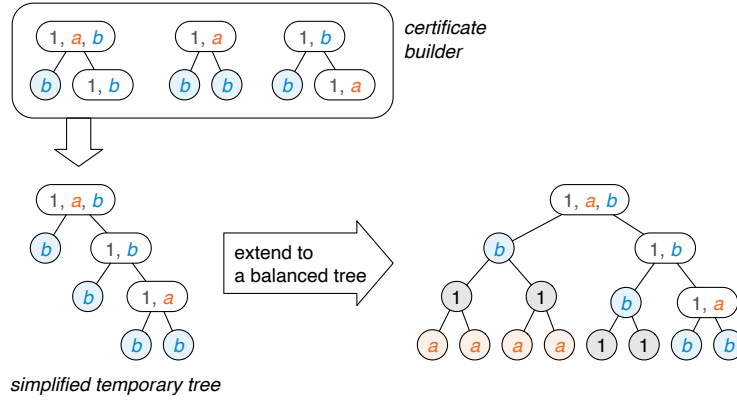 1, a, b
1, a
1, b
certificate
builder
b
1, b
b
b
b
1, a
1, a, b
b
1, b
b
1, a
b
b
simplified temporary tree
extend to
a balanced tree
1, a, b
b
1, b
1
1
b
1, a
a
a
a
a
1
1
b
b